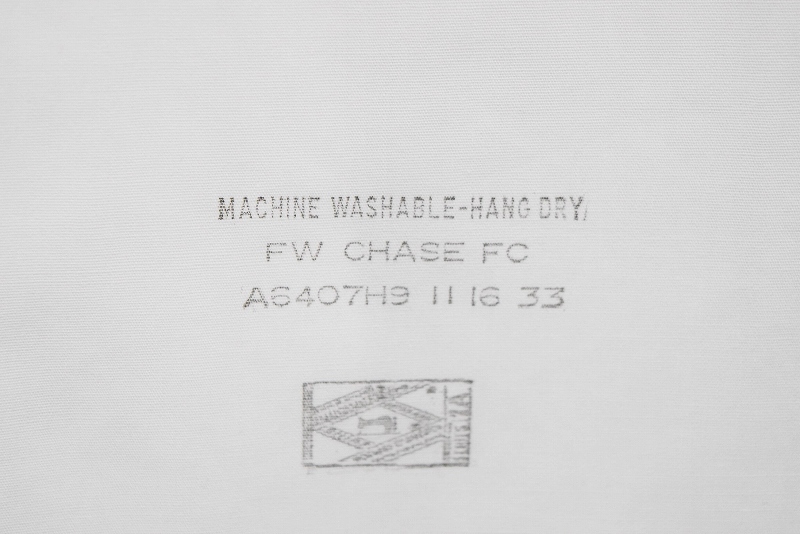 MACHINE WASHABLE-HANG DRY/
FW CHASE FC
A6407H9 11 16 33